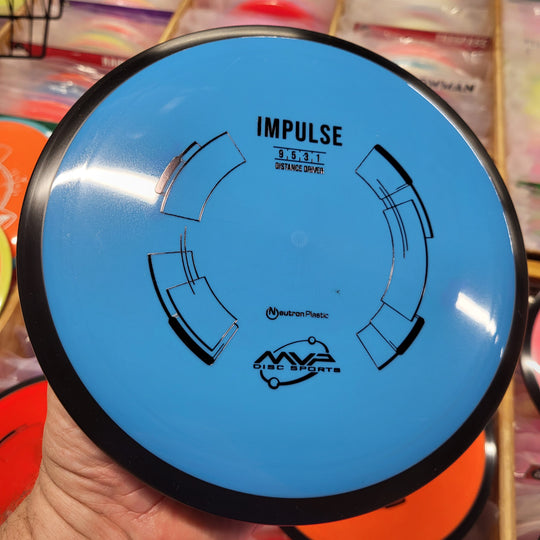 IMPULSE
9, 5, 3, 1
DISTANCE DRIVER
Neutron Plastic
MVP
DISC SPORTS